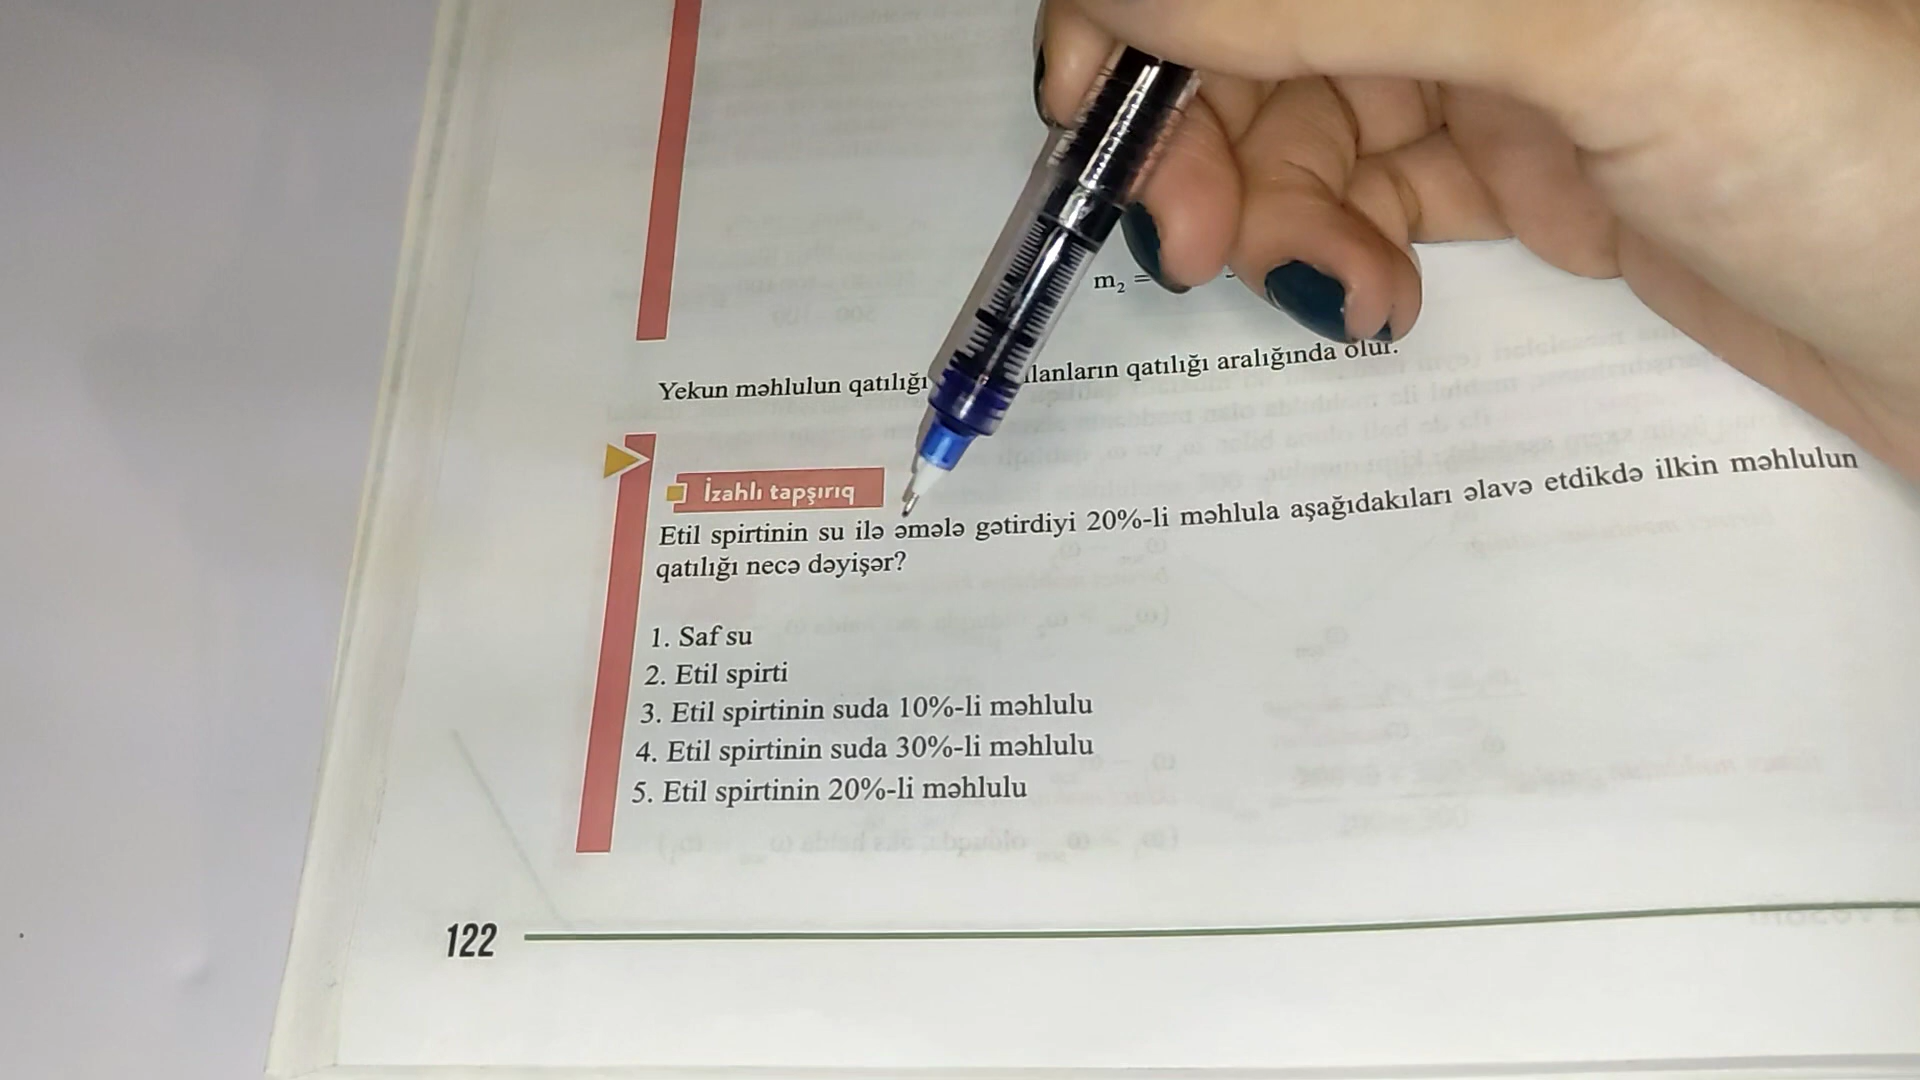 m₂ =
Yekun məhlulun qatılığı qatılığı aralığında olur.
İzahlı tapşırıq
Etil spirtinin su ilə əmələ gətirdiyi 20%-li məhlula aşağıdakıları əlavə etdikdə ilkin məhlulun
qatılığı necə dəyişər?
1. Saf su
2. Etil spirti
3. Etil spirtinin suda 10%-li məhlulu
4. Etil spirtinin suda 30%-li məhlulu
5. Etil spirtinin 20%-li məhlulu
122